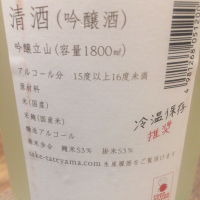 清酒(吟醸酒)
吟醸立山(容量1800ml)
アルコール分 15度以上16度未満
原材料
米(国産)
米麹(国産米)
醸造アルコール
精米歩合 麹米53% 掛米53%
sake-tateyama.com
冷温保存
推奨
4981268055120